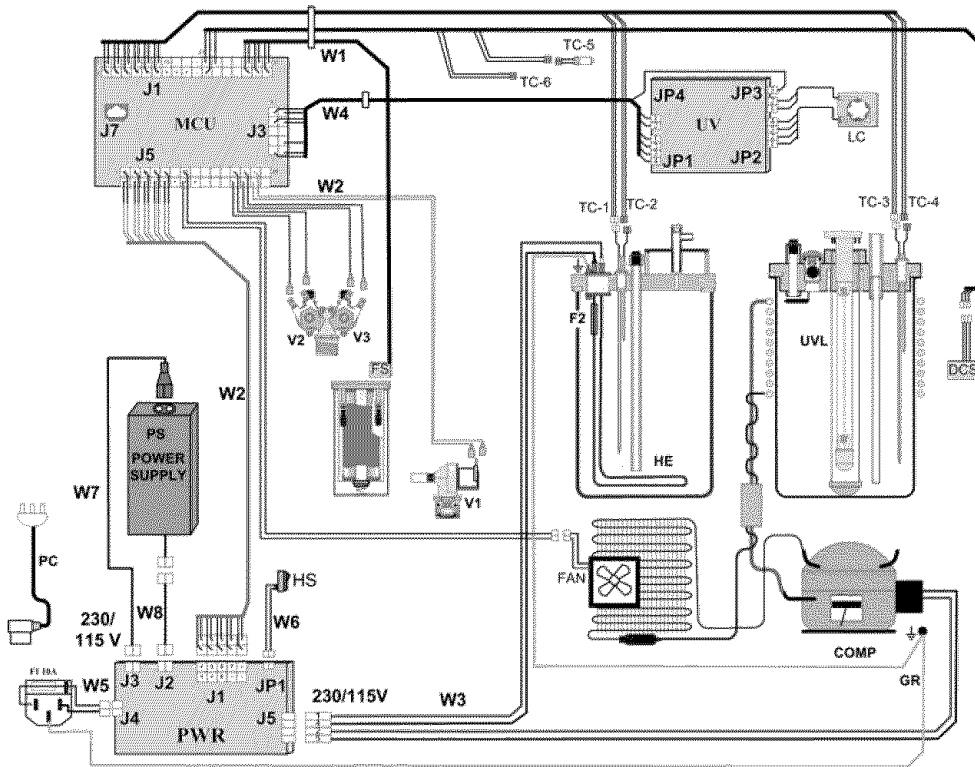 W1
TC-5
TC-6
J1
J7
MCU
J3
W4
J5
JP4
JP3
UV
JP1
JP2
LC
W2
TC-1
TC-2
TC-3
TC-4
F2
V2
V3
UVL
FS
DCS
W2
PS
POWER
SUPPLY
HE
W7
V1
PC
FAN
HS
W8
W6
230/
115 V
COMP
GR
F1 10A
W5
J3
J2
J1
JP1
230/115V
W3
J4
J5
PWR